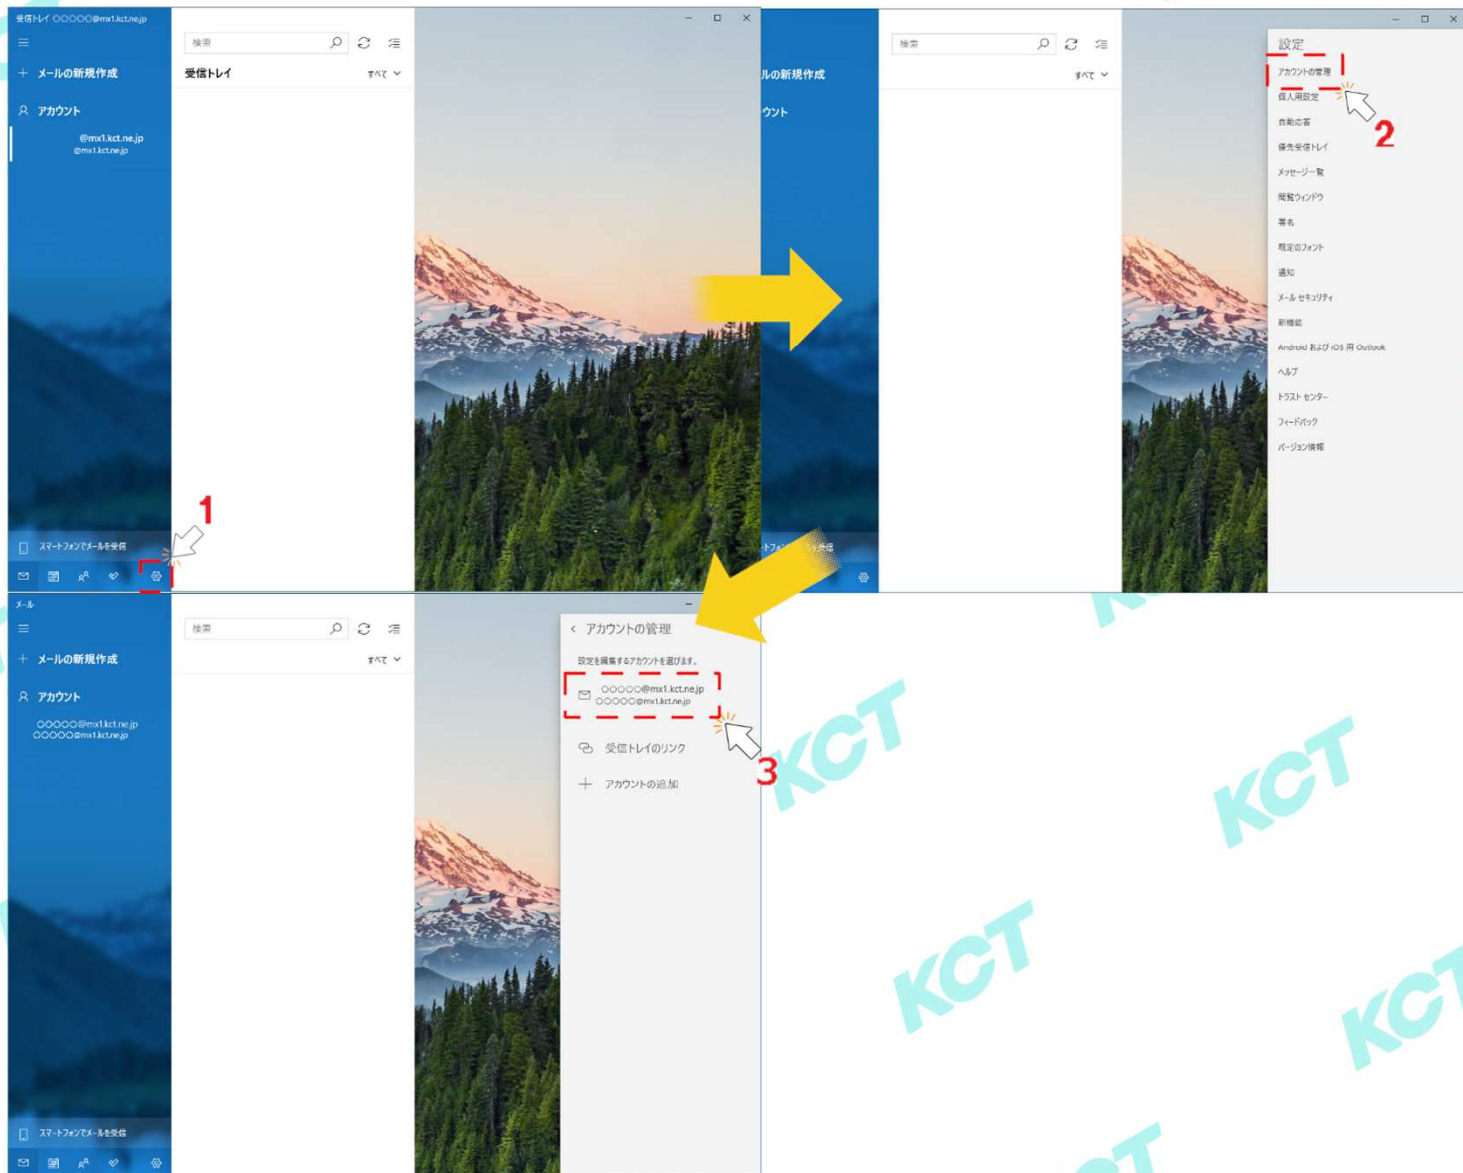 受信トレイ 〇〇〇〇〇@mx1.kct.ne.jp
検索
メールの新規作成
受信トレイ
すべて
アカウント
@mx1.kct.ne.jp
@mx1.kct.ne.jp
1
スマートフォンでメールを受信
検索
ルの新規作成
すべて
ウント
設定
アカウントの管理
個人用設定
2
自動応答
優先受信トレイ
メッセージ一覧
閲覧ウィンドウ
署名
既定のフォント
通知
メール セキュリティ
新機能
Android および iOS 用 Outlook
ヘルプ
トラスト センター
フィードバック
バージョン情報
メール
検索
メールの新規作成
すべて
アカウント
〇〇〇〇〇@mx1.kct.ne.jp
〇〇〇〇〇@mx1.kct.ne.jp
スマートフォンでメールを受信
アカウントの管理
設定を編集するアカウントを選びます。
〇〇〇〇〇@mx1.kct.ne.jp
〇〇〇〇〇@mx1.kct.ne.jp
3
受信トレイのリンク
アカウントの追加
KCT
KCT
KCT
KCT